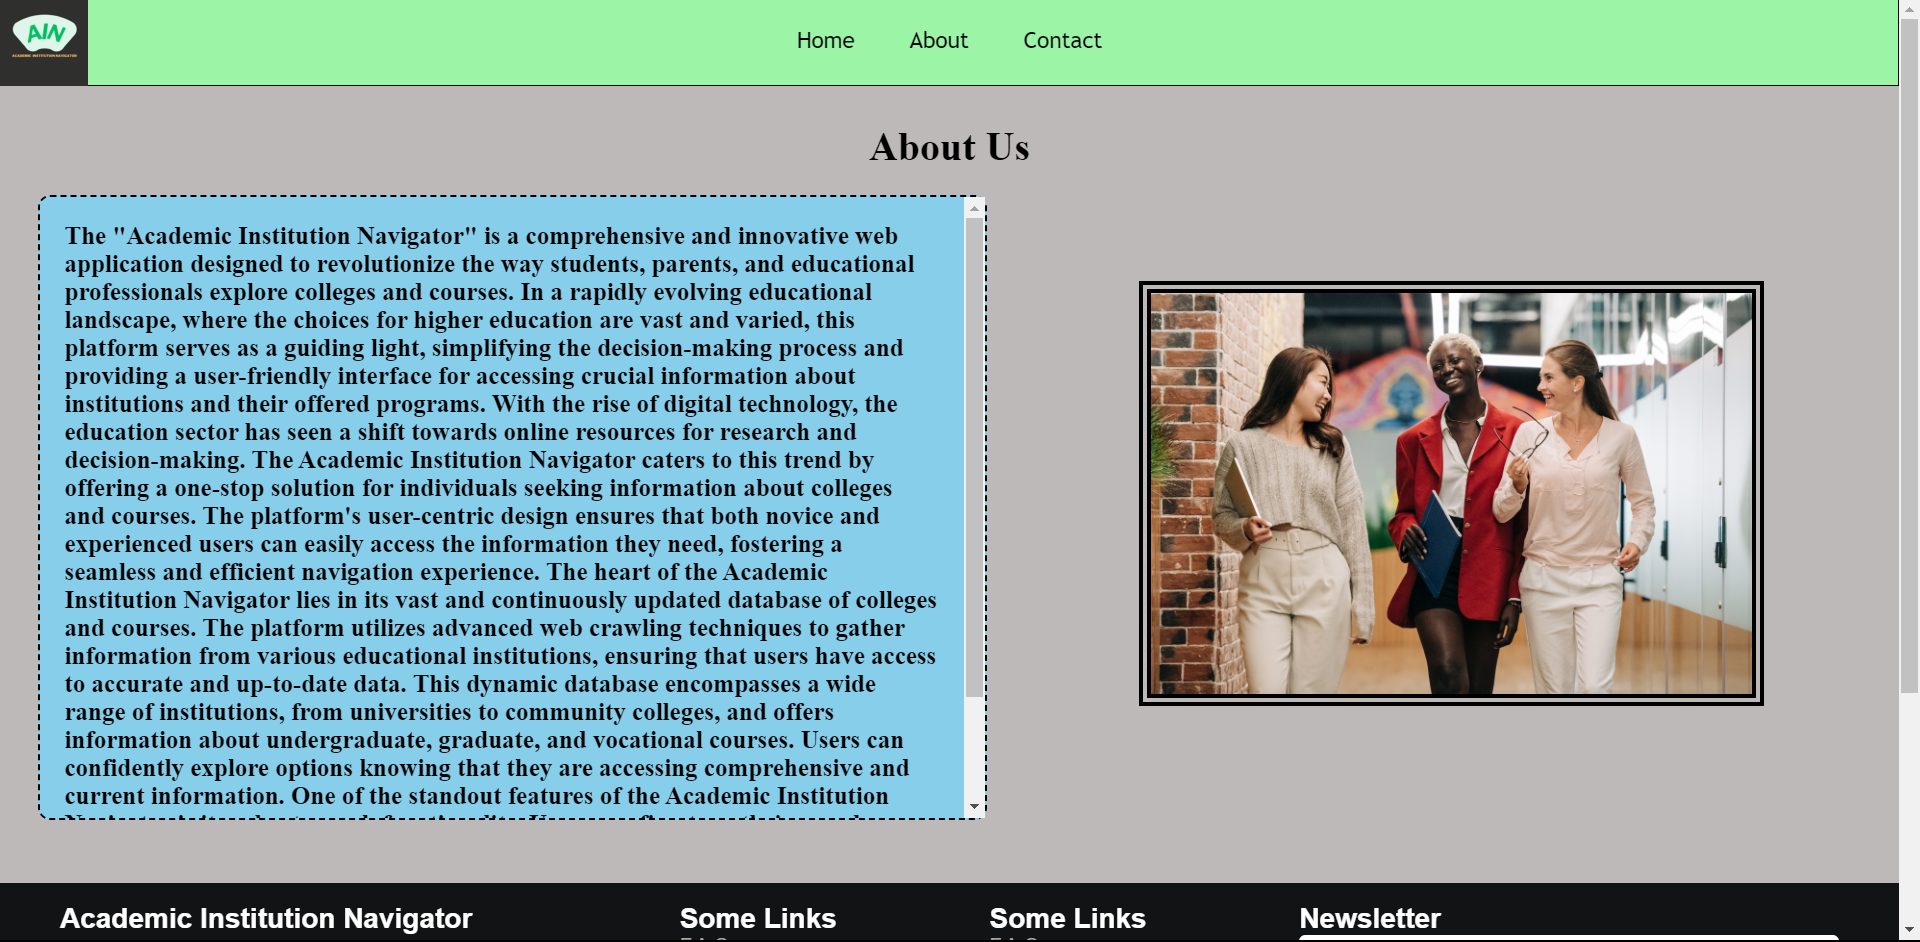 AIN
ACADEMIC INSTITUTION NAVIGATOR
Home About Contact
About Us
The "Academic Institution Navigator" is a comprehensive and innovative web
application designed to revolutionize the way students, parents, and educational
professionals explore colleges and courses. In a rapidly evolving educational
landscape, where the choices for higher education are vast and varied, this
platform serves as a guiding light, simplifying the decision-making process and
providing a user-friendly interface for accessing crucial information about
institutions and their offered programs. With the rise of digital technology, the
education sector has seen a shift towards online resources for research and
decision-making. The Academic Institution Navigator caters to this trend by
offering a one-stop solution for individuals seeking information about colleges
and courses. The platform's user-centric design ensures that both novice and
experienced users can easily access the information they need, fostering a
seamless and efficient navigation experience. The heart of the Academic
Institution Navigator lies in its vast and continuously updated database of colleges
and courses. The platform utilizes advanced web crawling techniques to gather
information from various educational institutions, ensuring that users have access
to accurate and up-to-date data. This dynamic database encompasses a wide
range of institutions, from universities to community colleges, and offers
information about undergraduate, graduate, and vocational courses. Users can
confidently explore options knowing that they are accessing comprehensive and
current information. One of the standout features of the Academic Institution
Academic Institution Navigator
Some Links
Some Links
Newsletter